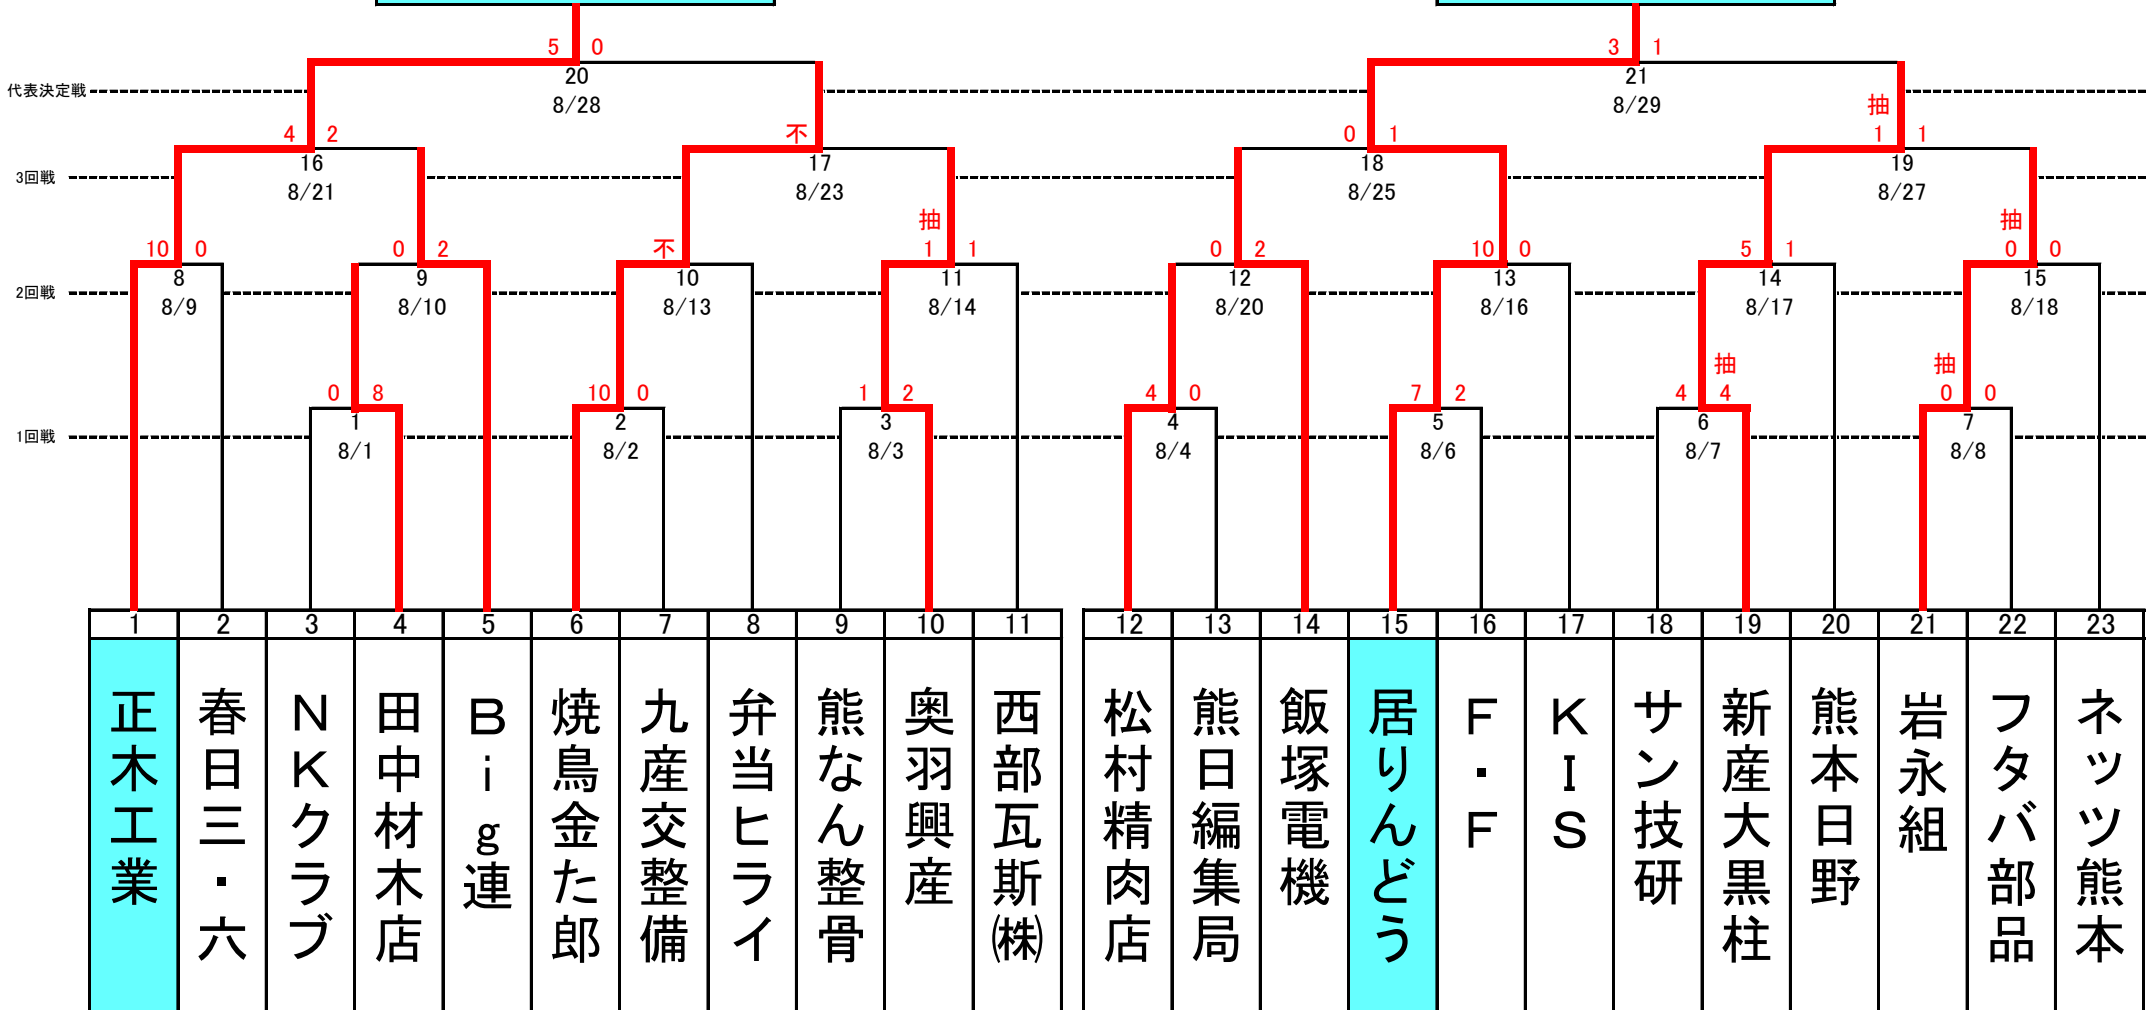 5 0 3 1
20 21
代表決定戦
8/28 8/29
抽
4 2 不 0 1 1 1
16 17 18 19
3回戦
8/21 8/23 8/25 8/27
抽 抽
10 0 0 2 不 1 1 0 2 10 0 5 1 0 0
8 9 10 11 12 13 14 15
2回戦
8/9 8/10 8/13 8/14 8/20 8/16 8/17 8/18
抽 抽
0 8 10 0 1 2 4 0 7 2 4 4 0 0
1 2 3 4 5 6 7
1回戦
8/1 8/2 8/3 8/4 8/6 8/7 8/8
1 2 3 4 5 6 7 8 9 10 11 12 13 14 15 16 17 18 19 20 21 22 23
正木工業
春日三・六
NKクラブ
田中材木店
Big連
焼鳥金た郎
九産交整備
弁当ヒライ
熊なん整骨
奥羽興産
西部瓦斯㈱
松村精肉店
熊日編集局
飯塚電機
居りんどう
F・F
KIS
サン技研
新産大黒柱
熊本日野
岩永組
フタバ部品
ネッツ熊本